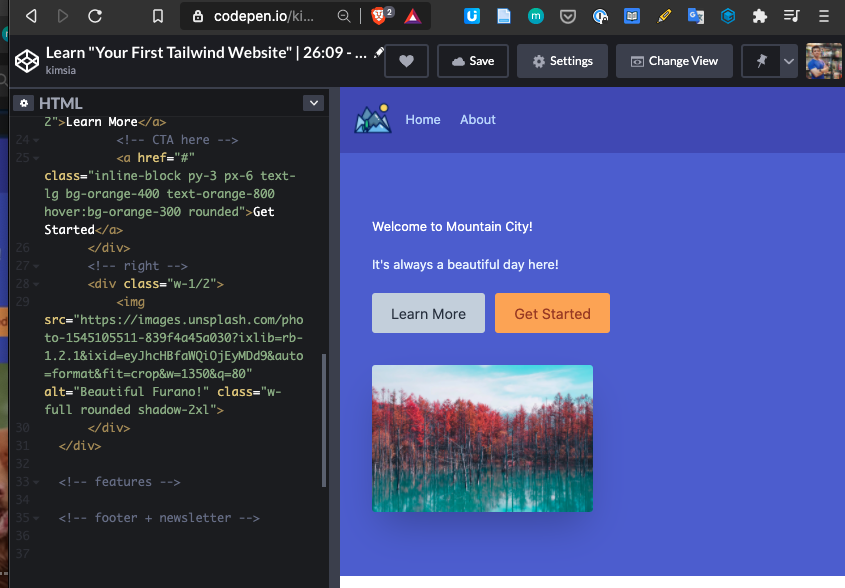 codepen.io/ki...
2
Learn "Your First Tailwind Website" | 26:09 - ...
kimsia
Save
Settings
Change View
HTML
2">Learn More</a>
24 <!-- CTA here -->
25 <a href="#"
class="inline-block py-3 px-6 text-
lg bg-orange-400 text-orange-800
hover:bg-orange-300 rounded">Get
Started</a>
26 </div>
27 <!-- right -->
28 <div class="w-1/2">
29 <img
src="https://images.unsplash.com/pho
to-1545105511-839f4a45a030?ixlib=rb-
1.2.1&ixid=eyJhcHBfaWQiOjEyMDd9&auto
=format&fit=crop&w=1350&q=80"
alt="Beautiful Furano!" class="w-
full rounded shadow-2xl">
30 </div>
31 </div>
32
33 <!-- features -->
34
35 <!-- footer + newsletter -->
36
37
Home
About
Welcome to Mountain City!
It's always a beautiful day here!
Learn More
Get Started